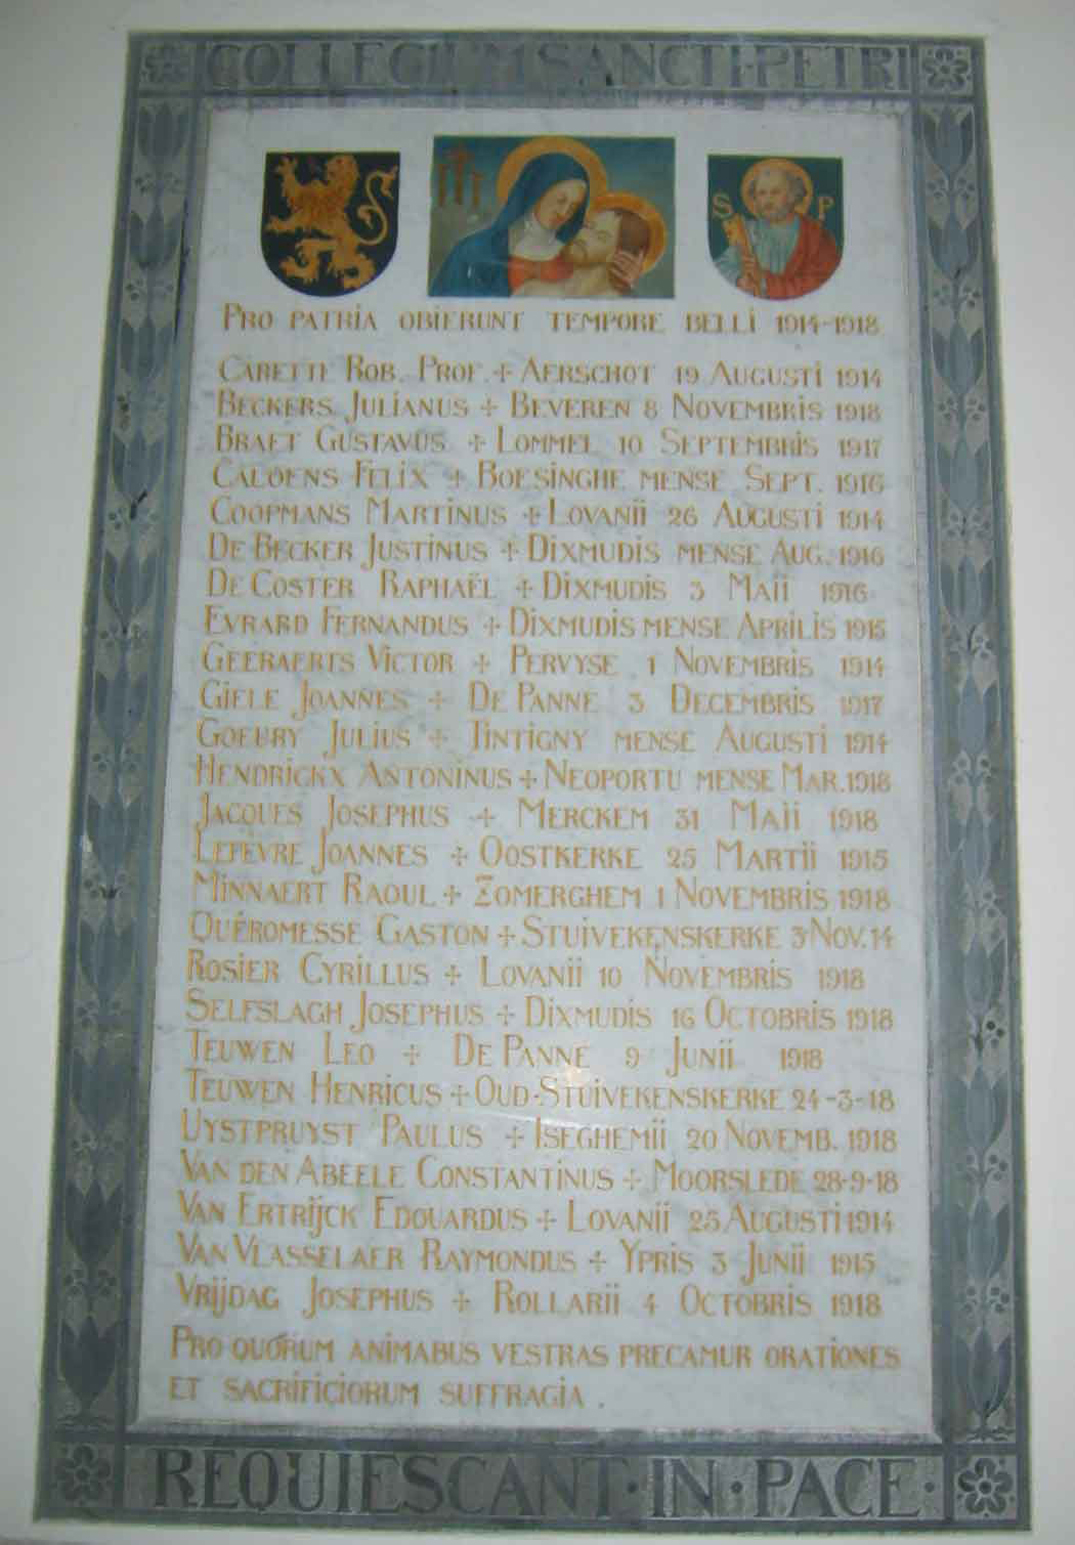 COLLEGIUM SANCTI·PETRI
S P
PRO PATRIA OBIERUNT TEMPORE BELLI 1914-1918
CARETTE ROB. PROF. + AERSCHOT 19 AUGUSTI 1914
BECKERS JULIANUS + BEVEREN 8 NOVEMBRIS 1918
BRAET GUSTAVUS + LOMMEL 10 SEPTEMBRIS 1917
CALOENS FELIX + BOESINGHE MENSE SEPT. 1916
COOPMANS MARTINUS + LOVANII 26 AUGUSTI 1914
DE BECKER JUSTINUS + DIXMUDIS MENSE AUG. 1916
DE COSTER RAPHAËL + DIXMUDIS 3 MAII 1916
EVRARD FERNANDUS + DIXMUDIS MENSE APRILIS 1915
GEERAERTS VICTOR + PERVYSE 1 NOVEMBRIS 1914
GIELE JOANNES + DE PANNE 3 DECEMBRIS 1917
GOEURY JULIUS + TINTIGNY MENSE AUGUSTI 1914
HENDRICKX ANTONINUS + NEOPORTU MENSE MAR. 1918
JACQUES JOSEPHUS + MERCKEM 31 MAII 1918
LEFÈVRE JOANNES + OOSTKERKE 25 MARTII 1915
MINNAERT RAOUL + ZOMERGHEM 1 NOVEMBRIS 1918
QUÉROMESSE GASTON + STUIVEKENSKERKE 3 NOV. 14
ROSIER CYRILLUS + LOVANII 10 NOVEMBRIS 1918
SELFSLAGH JOSEPHUS + DIXMUDIS 16 OCTOBRIS 1918
TEUWEN LEO + DE PANNE 9 JUNII 1918
TEUWEN HENRICUS + OUD-STUIVEKENSKERKE 24-3-18
UYSTPRUYST PAULUS + ISEGHEMII 20 NOVEMB. 1918
VAN DEN ABEELE CONSTANTINUS + MOORSLEDE 28-9-18
VAN ERTRIJCK EDOUARDUS + LOVANII 25 AUGUSTI 1914
VAN VLASSELAER RAYMONDUS + YPRIS 3 JUNII 1915
VRIJDAG JOSEPHUS + ROLLARII 4 OCTOBRIS 1918
PRO QUORUM ANIMABUS VESTRAS PRECAMUR ORATIONES
ET SACRIFICIORUM SUFFRAGIA .
REQUIESCANT·IN·PACE·